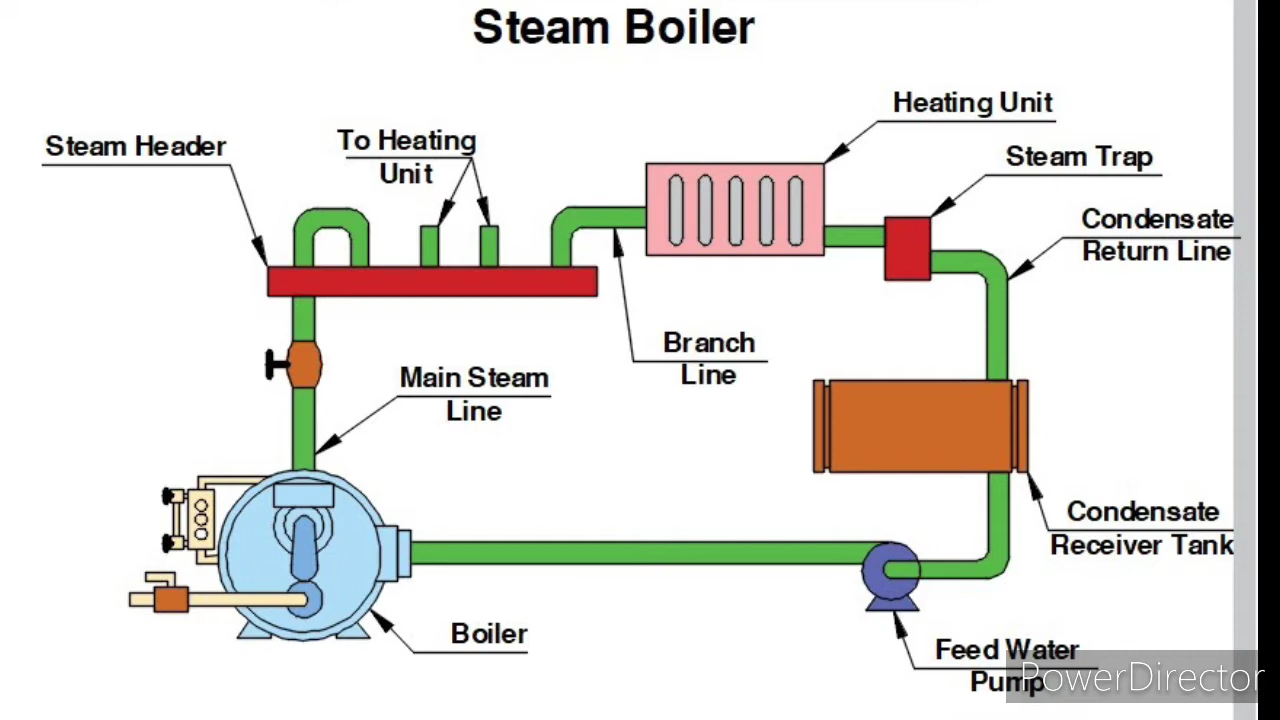 Steam Boiler
Heating Unit
Steam Header
To Heating
Unit
Steam Trap
Condensate
Return Line
Branch
Line
Main Steam
Line
Condensate
Receiver Tank
Boiler
Feed Water
Pump
PowerDirector